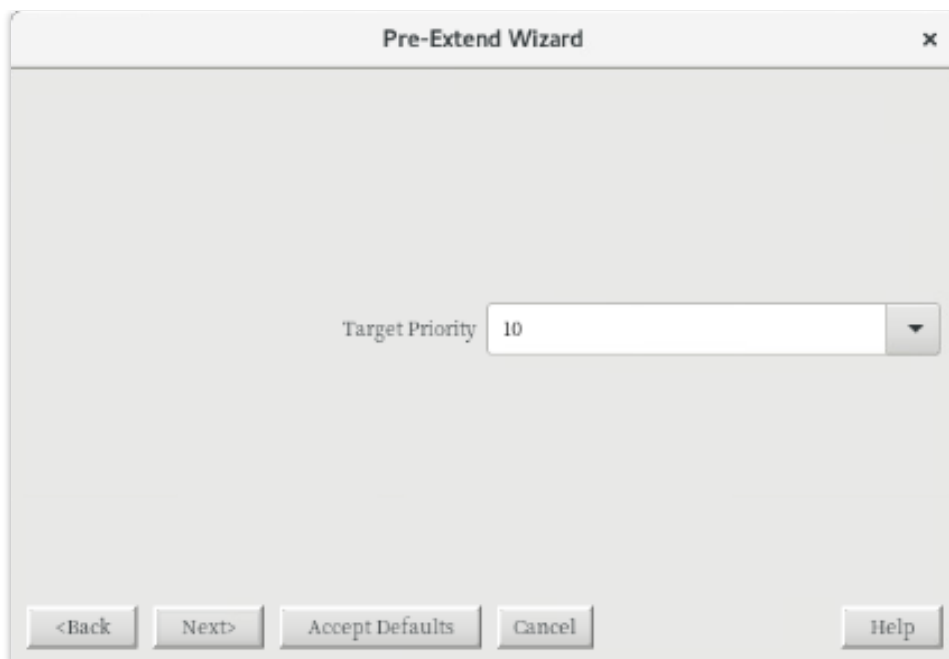 Pre-Extend Wizard
Target Priority 10
<Back Next> Accept Defaults Cancel Help